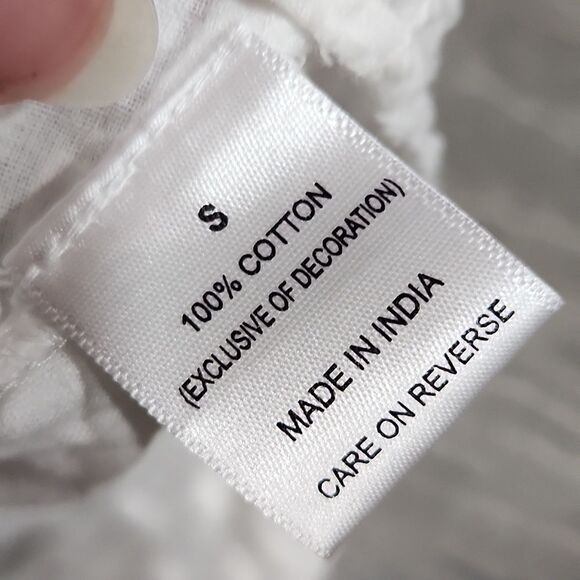 S
100% COTTON
(EXCLUSIVE OF DECORATION)
MADE IN INDIA
CARE ON REVERSE